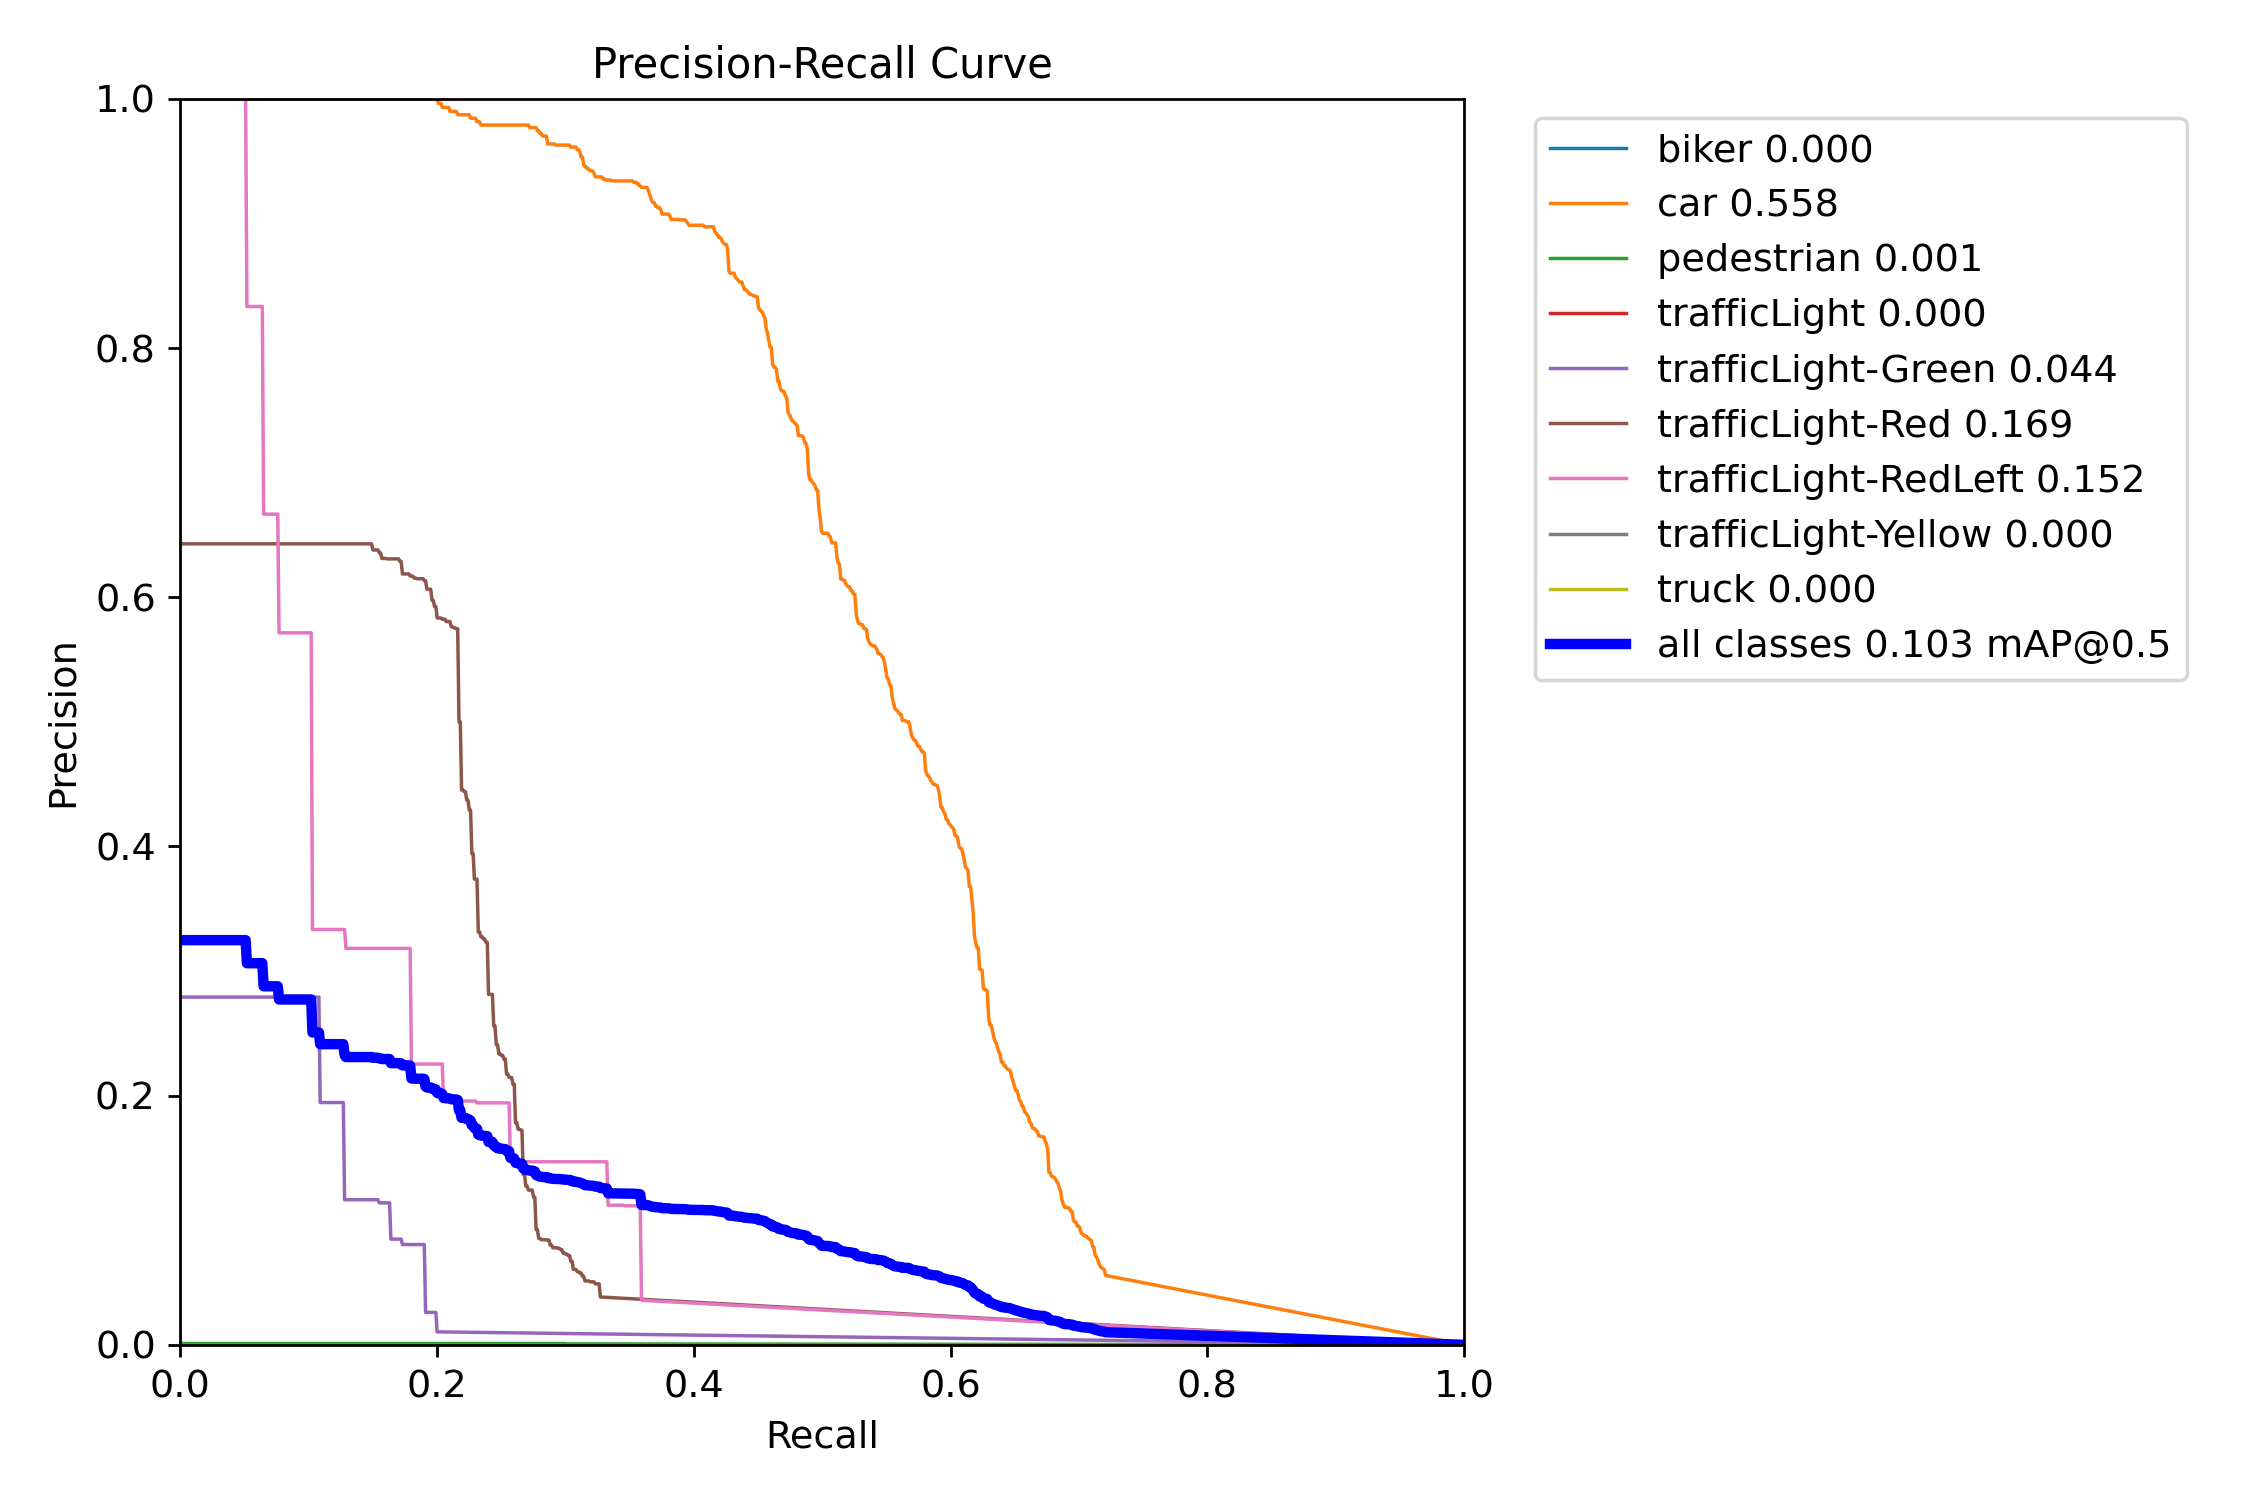 Precision-Recall Curve
1.0
0.8
0.6
0.4
0.2
0.0
Precision
0.0 0.2 0.4 0.6 0.8 1.0
Recall
biker 0.000
car 0.558
pedestrian 0.001
trafficLight 0.000
trafficLight-Green 0.044
trafficLight-Red 0.169
trafficLight-RedLeft 0.152
trafficLight-Yellow 0.000
truck 0.000
all classes 0.103 mAP@0.5